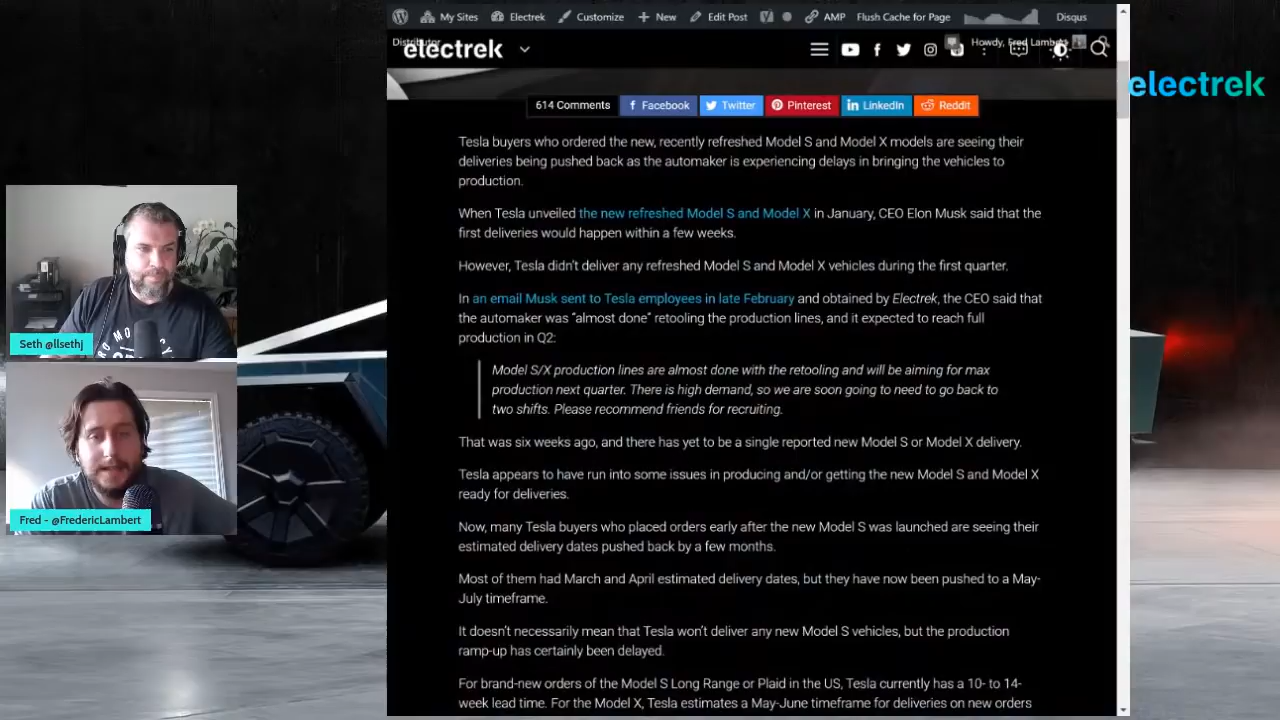 My Sites Electrek Customize New Edit Post AMP Flush Cache for Page Disqus
Distributor Howdy, Fred Lambert
electrek
electrek
614 Comments Facebook Twitter Pinterest LinkedIn Reddit
Tesla buyers who ordered the new, recently refreshed Model S and Model X models are seeing their
deliveries being pushed back as the automaker is experiencing delays in bringing the vehicles to
production.
When Tesla unveiled the new refreshed Model S and Model X in January, CEO Elon Musk said that the
first deliveries would happen within a few weeks.
However, Tesla didn't deliver any refreshed Model S and Model X vehicles during the first quarter.
In an email Musk sent to Tesla employees in late February and obtained by Electrek, the CEO said that
the automaker was "almost done" retooling the production lines, and it expected to reach full
production in Q2:
Model S/X production lines are almost done with the retooling and will be aiming for max
production next quarter. There is high demand, so we are soon going to need to go back to
two shifts. Please recommend friends for recruiting.
That was six weeks ago, and there has yet to be a single reported new Model S or Model X delivery.
Tesla appears to have run into some issues in producing and/or getting the new Model S and Model X
ready for deliveries.
Now, many Tesla buyers who placed orders early after the new Model S was launched are seeing their
estimated delivery dates pushed back by a few months.
Most of them had March and April estimated delivery dates, but they have now been pushed to a May-
July timeframe.
It doesn't necessarily mean that Tesla won't deliver any new Model S vehicles, but the production
ramp-up has certainly been delayed.
For brand-new orders of the Model S Long Range or Plaid in the US, Tesla currently has a 10- to 14-
week lead time. For the Model X, Tesla estimates a May-June timeframe for deliveries on new orders
Seth @llsethj
Fred - @FredericLambert